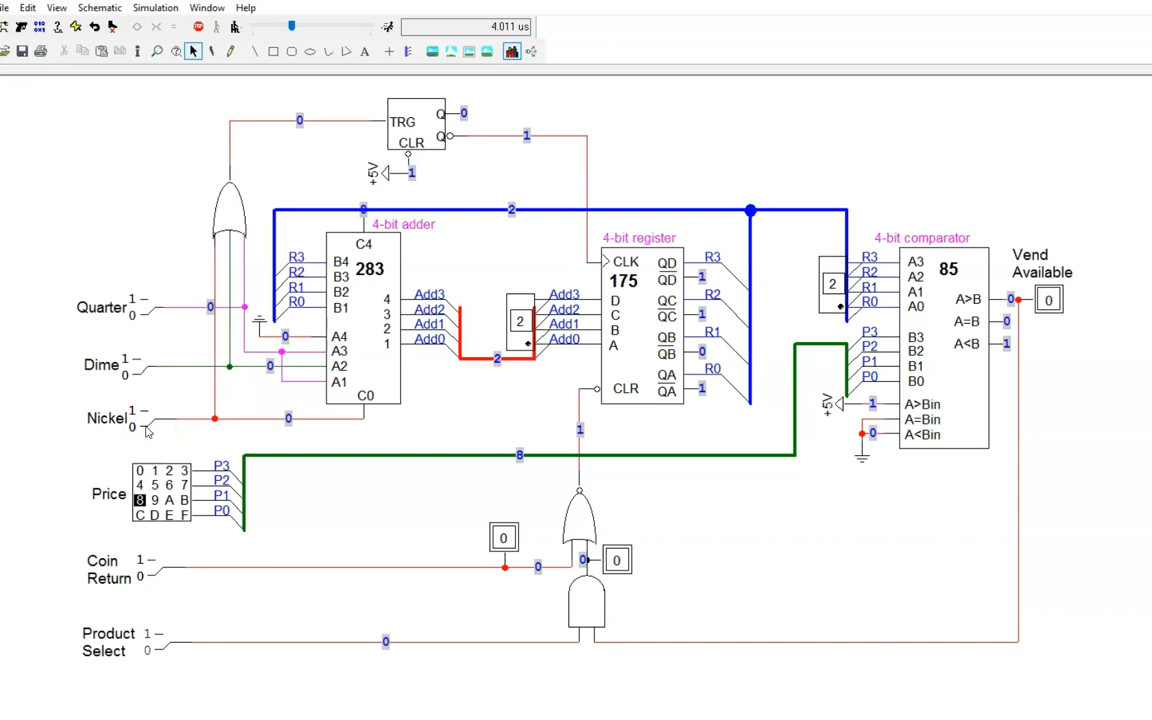 ile Edit View Schematic Simulation Window Help
4.011 us
TRG Q 0
0
Q 1
CLR
+5V 1
0 2
4-bit adder
C4
283
R3 B4
R2 B3
R1 B2
R0 B1
0 A4
A3
A2
A1
C0
4 Add3
3 Add2
2 Add1
1 Add0
2
2
4-bit register
CLK
175
Add3 D
Add2 C
Add1 B
Add0 A
CLR
QD R3
QD 1
QC R2
QC 1
QB R1
QB 0
QA R0
QA 1
1
4-bit comparator
85
2
R3 A3
R2 A2
R1 A1
R0 A0
P3 B3
P2 B2
P1 B1
P0 B0
+5V 1 A>Bin
A=Bin
0 A<Bin
A>B 0
A=B 0
A<B 1
Vend
Available
0
Quarter 1
0
0
Dime 1
0
0
Nickel 1
0
0
Price
0 1 2 3
4 5 6 7
8 9 A B
C D E F
P3
P2
P1
P0
8
Coin
Return
1
0
0
0
0
0
Product
Select
1
0
0